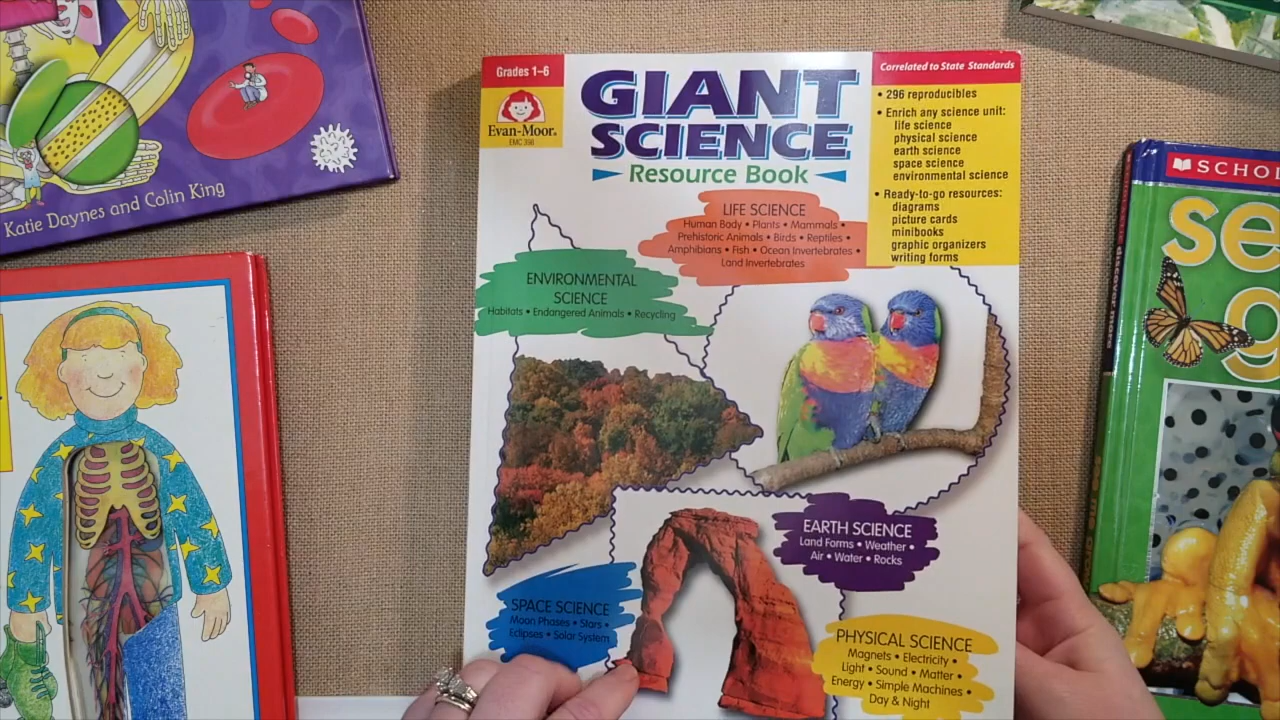 Katie Daynes and Colin King
Grades 1–6
Evan-Moor®
EMC 398
GIANT
SCIENCE
Resource Book
Correlated to State Standards
• 296 reproducibles
• Enrich any science unit:
life science
physical science
earth science
space science
environmental science
• Ready-to-go resources:
diagrams
picture cards
minibooks
graphic organizers
writing forms
LIFE SCIENCE
Human Body • Plants • Mammals •
Prehistoric Animals • Birds • Reptiles •
Amphibians • Fish • Ocean Invertebrates •
Land Invertebrates
ENVIRONMENTAL
SCIENCE
Habitats • Endangered Animals • Recycling
EARTH SCIENCE
Land Forms • Weather •
Air • Water • Rocks
SPACE SCIENCE
Moon Phases • Stars •
Eclipses • Solar System
PHYSICAL SCIENCE
Magnets • Electricity •
Light • Sound • Matter •
Energy • Simple Machines •
Day & Night
SCHOL
se
g